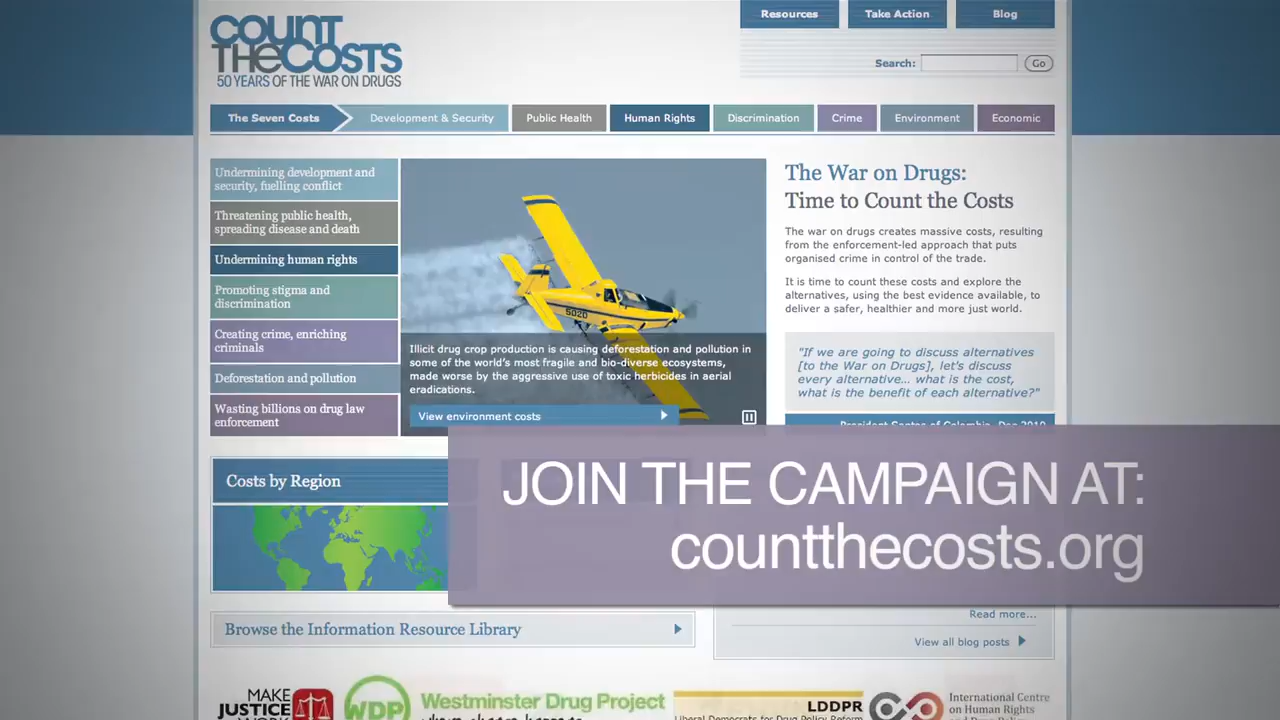 COUNT
THE COSTS
50 YEARS OF THE WAR ON DRUGS
Resources
Take Action
Blog
Search:
Go
The Seven Costs
Development & Security
Public Health
Human Rights
Discrimination
Crime
Environment
Economic
Undermining development and
security, fuelling conflict
Threatening public health,
spreading disease and death
Undermining human rights
Promoting stigma and
discrimination
Creating crime, enriching
criminals
Deforestation and pollution
Wasting billions on drug law
enforcement
502D
Illicit drug crop production is causing deforestation and pollution in
some of the world's most fragile and bio-diverse ecosystems,
made worse by the aggressive use of toxic herbicides in aerial
eradications.
View environment costs
The War on Drugs:
Time to Count the Costs
The war on drugs creates massive costs, resulting
from the enforcement-led approach that puts
organised crime in control of the trade.
It is time to count these costs and explore the
alternatives, using the best evidence available, to
deliver a safer, healthier and more just world.
"If we are going to discuss alternatives
[to the War on Drugs], let's discuss
every alternative... what is the cost,
what is the benefit of each alternative?"
President Santos of Colombia, Dec 2010
Costs by Region
JOIN THE CAMPAIGN AT:
countthecosts.org
Read more...
View all blog posts
Browse the Information Resource Library
MAKE
JUSTICE
WORK
WDP
Westminster Drug Project
LDDPR
Liberal Democrats for Drug Policy Reform
International Centre
on Human Rights